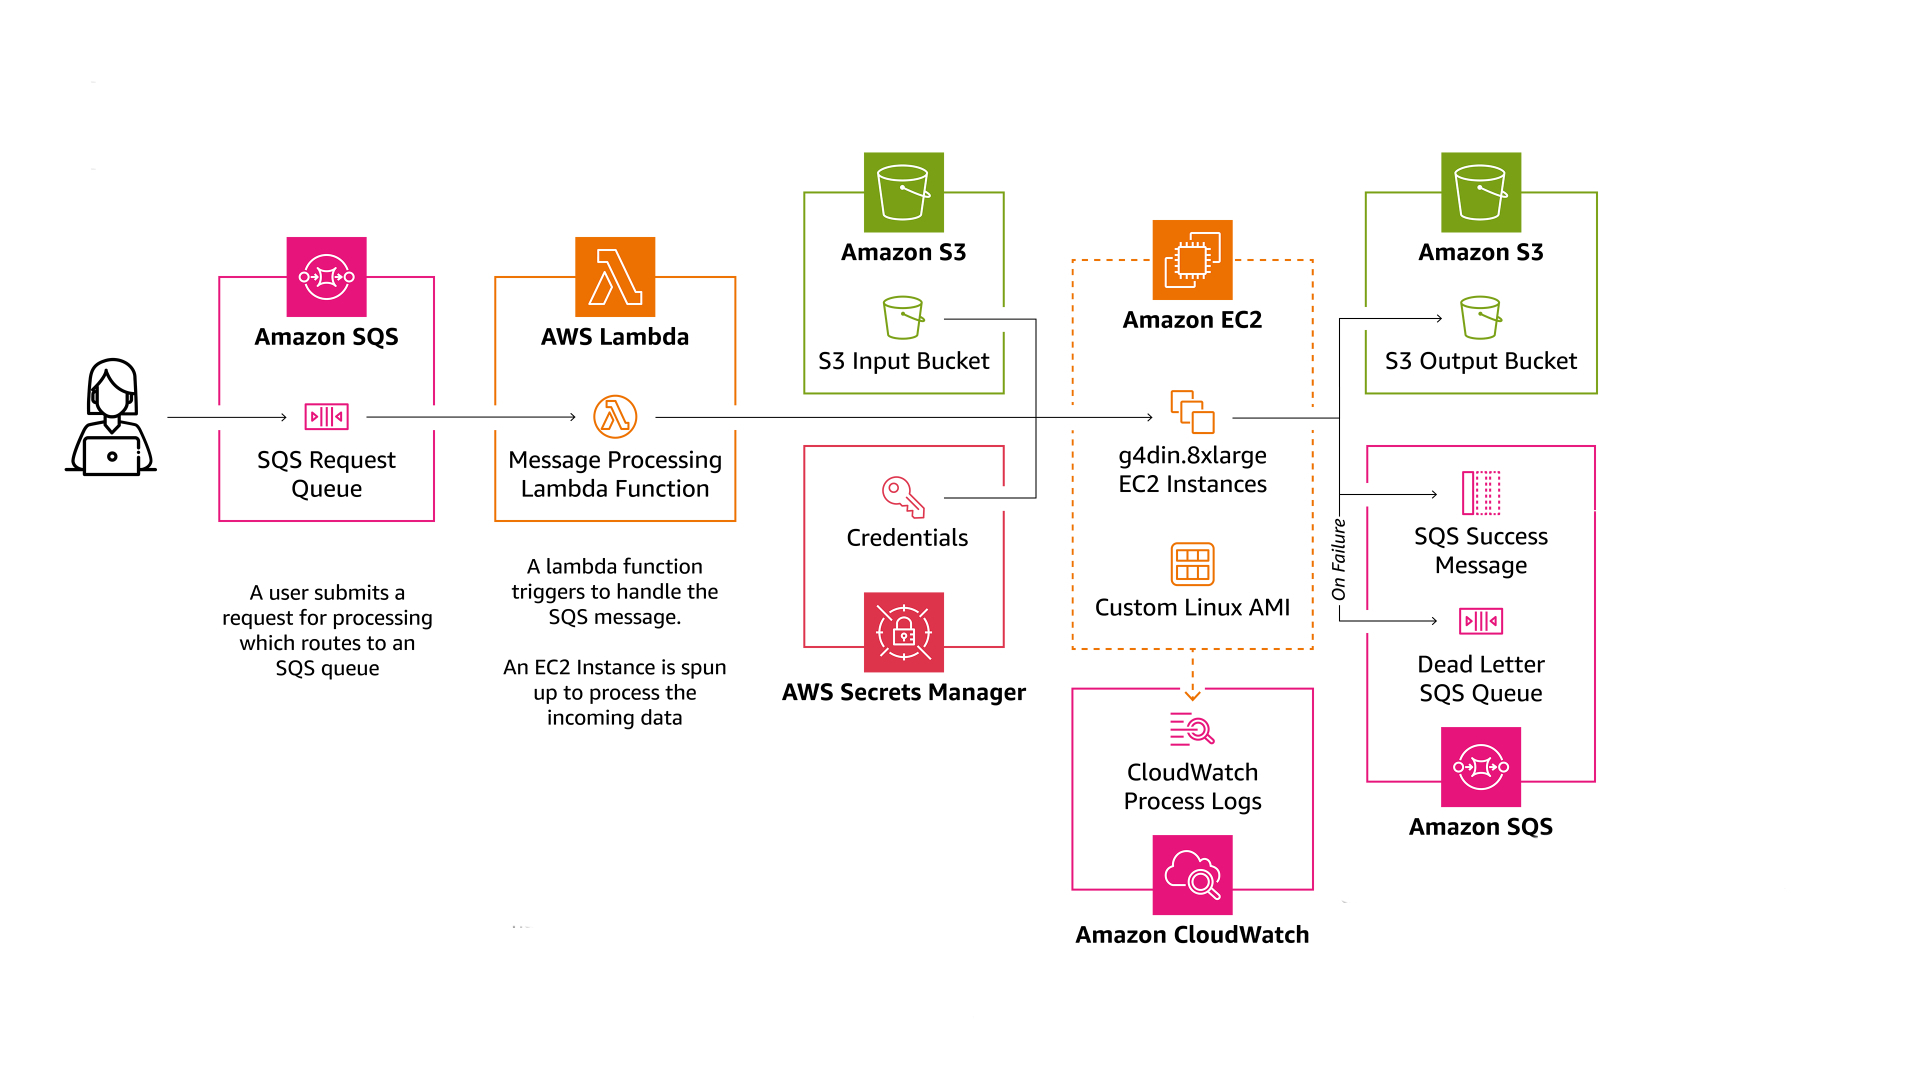 Amazon SQS
SQS Request
Queue
A user submits a
request for processing
which routes to an
SQS queue
AWS Lambda
Message Processing
Lambda Function
A lambda function
triggers to handle the
SQS message.
An EC2 Instance is spun
up to process the
incoming data
Amazon S3
S3 Input Bucket
Credentials
AWS Secrets Manager
Amazon EC2
g4din.8xlarge
EC2 Instances
Custom Linux AMI
CloudWatch
Process Logs
Amazon CloudWatch
On Failure
Amazon S3
S3 Output Bucket
SQS Success
Message
Dead Letter
SQS Queue
Amazon SQS